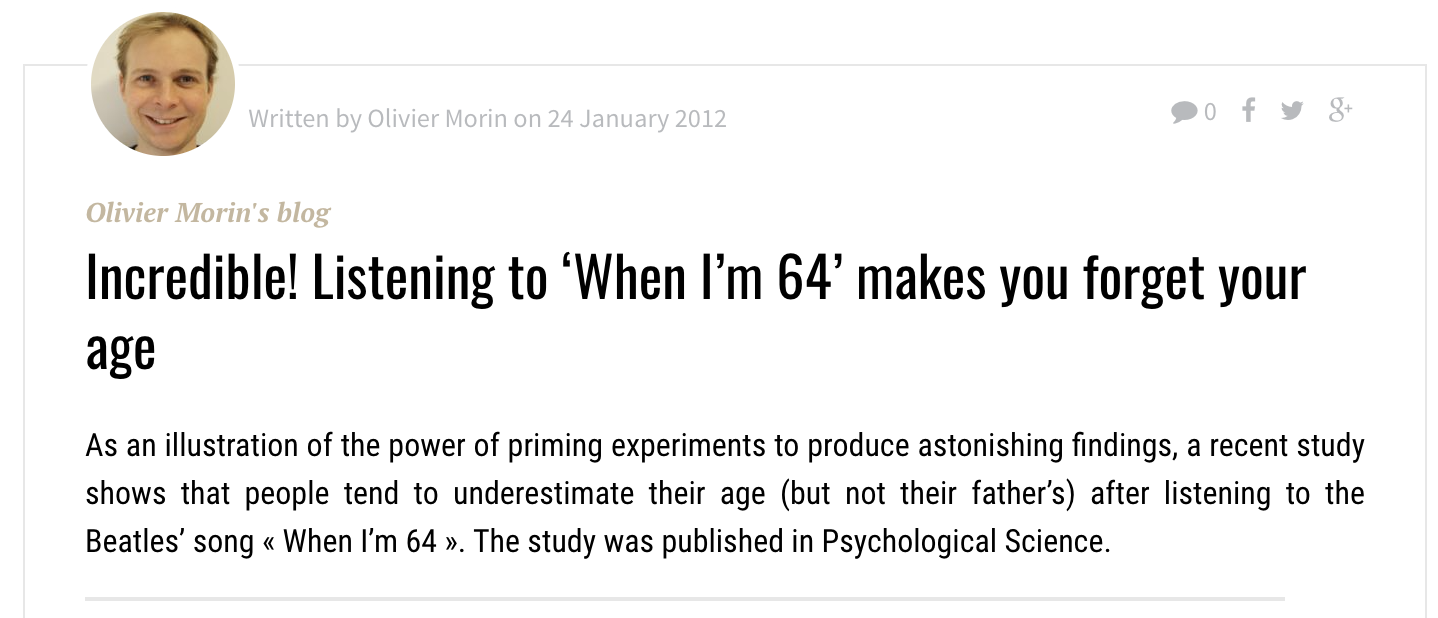 Written by Olivier Morin on 24 January 2012
0
Olivier Morin's blog
Incredible! Listening to ‘When I’m 64’ makes you forget your
age
As an illustration of the power of priming experiments to produce astonishing findings, a recent study
shows that people tend to underestimate their age (but not their father’s) after listening to the
Beatles’ song « When I’m 64 ». The study was published in Psychological Science.